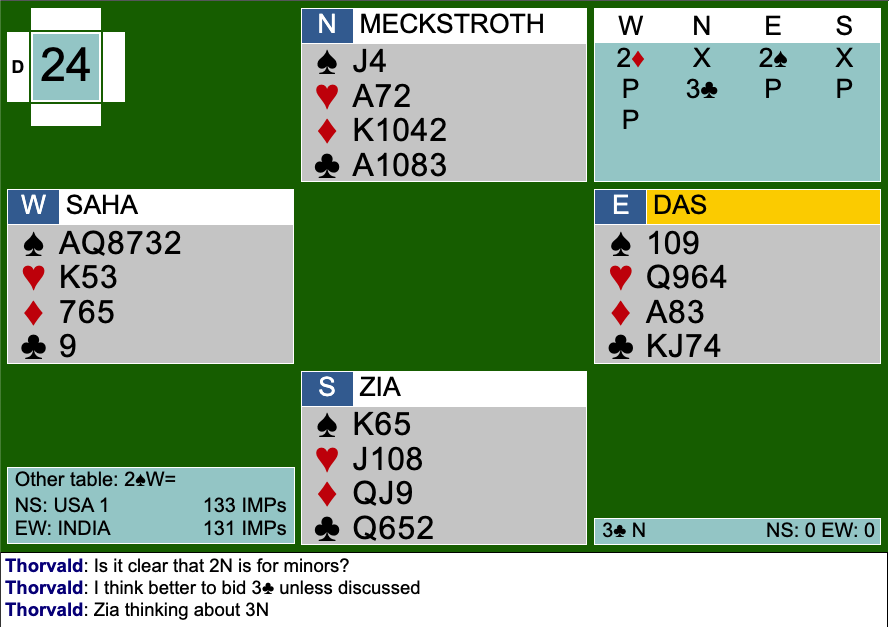 N MECKSTROTH
♠ J4
♥ A72
♦ K1042
♣ A1083
W N E S
2♦ X 2♠ X
P 3♣ P P
P
D 24
W SAHA
♠ AQ8732
♥ K53
♦ 765
♣ 9
E DAS
♠ 109
♥ Q964
♦ A83
♣ KJ74
S ZIA
♠ K65
♥ J108
♦ QJ9
♣ Q652
Other table: 2♠W=
NS: USA 1 133 IMPs
EW: INDIA 131 IMPs
3♣ N NS: 0 EW: 0
Thorvald: Is it clear that 2N is for minors?
Thorvald: I think better to bid 3♣ unless discussed
Thorvald: Zia thinking about 3N